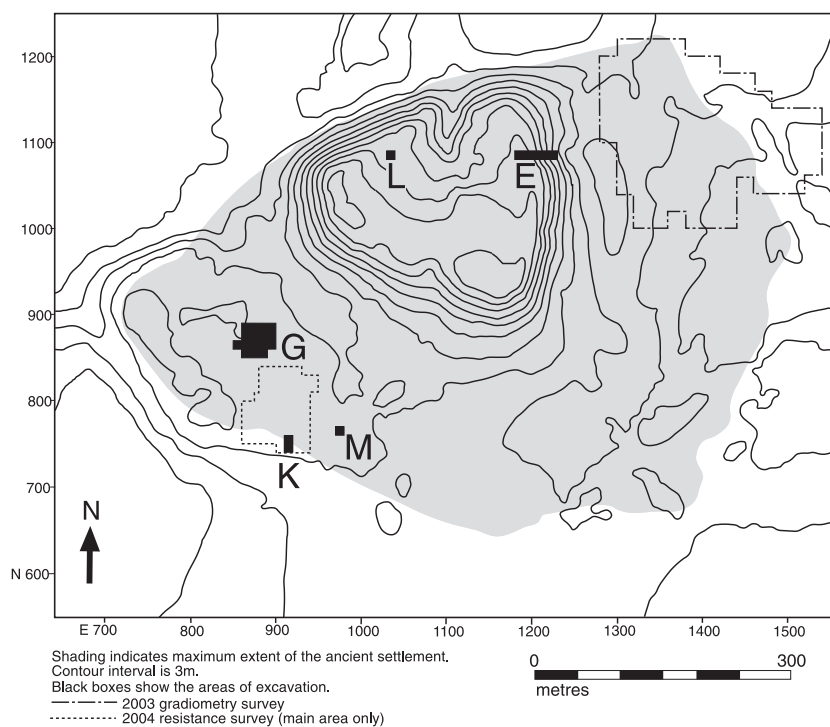 1200
1100
L
E
1000
900
G
800
M
K
700
N
N 600
E 700
800
900
1000
1100
1200
1300
1400
1500
Shading indicates maximum extent of the ancient settlement.
Contour interval is 3m.
Black boxes show the areas of excavation.
2003 gradiometry survey
2004 resistance survey (main area only)
0
300
metres